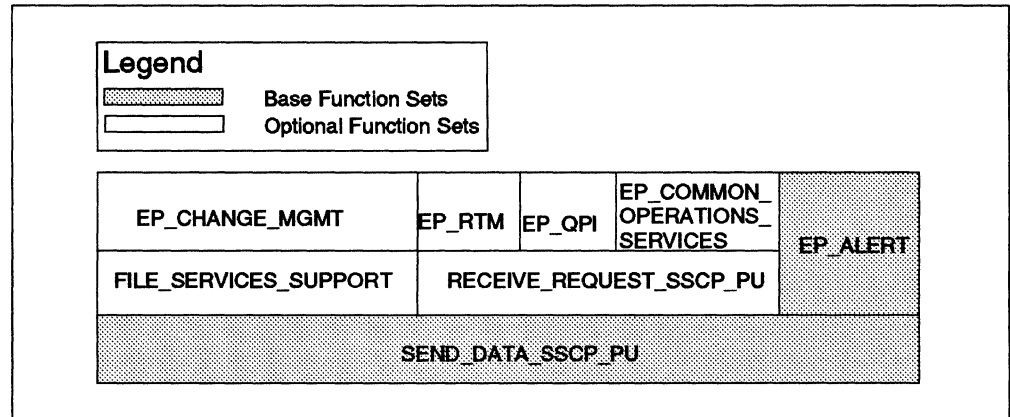 Legend
Base Function Sets
Optional Function Sets
EP_CHANGE_MGMT
EP_RTM
EP_QPI
EP_COMMON_
OPERATIONS_
SERVICES
EP_ALERT
FILE_SERVICES_SUPPORT
RECEIVE_REQUEST_SSCP_PU
SEND_DATA_SSCP_PU